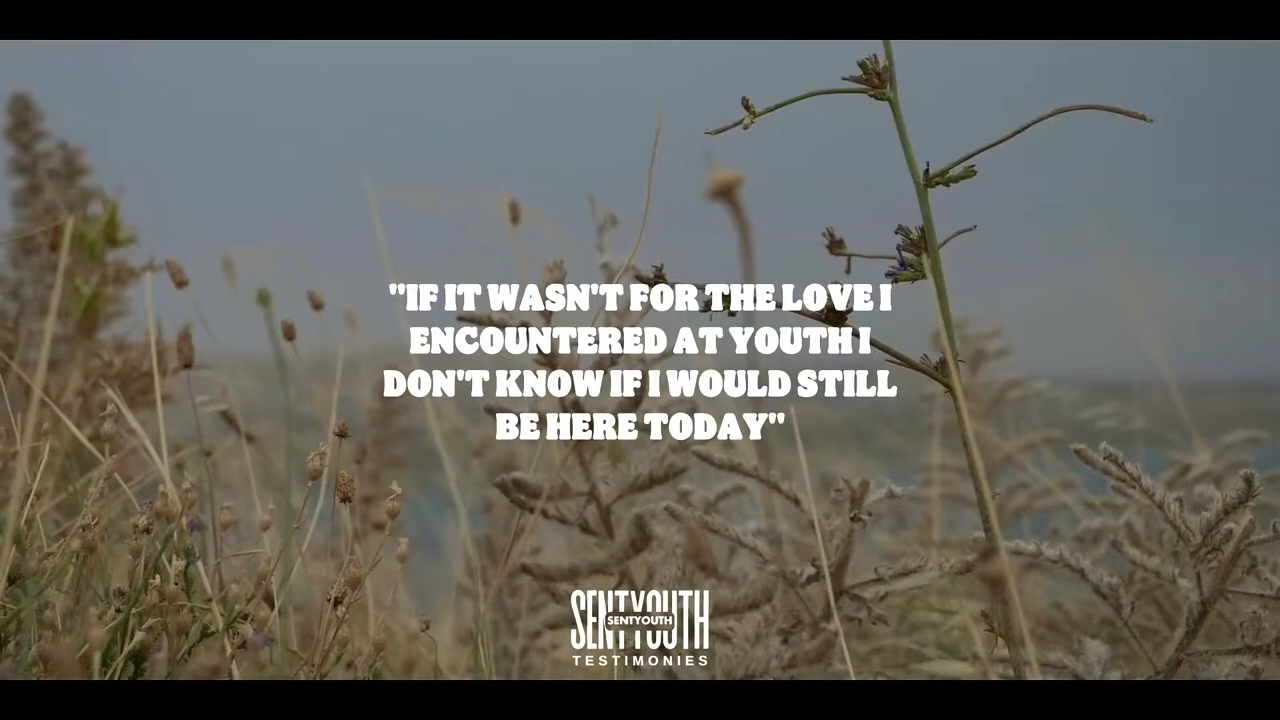 "IF IT WASN'T FOR THE LOVE I
ENCOUNTERED AT YOUTH I
DON'T KNOW IF I WOULD STILL
BE HERE TODAY"
SENTYOUTH
SENTYOUTH
TESTIMONIES